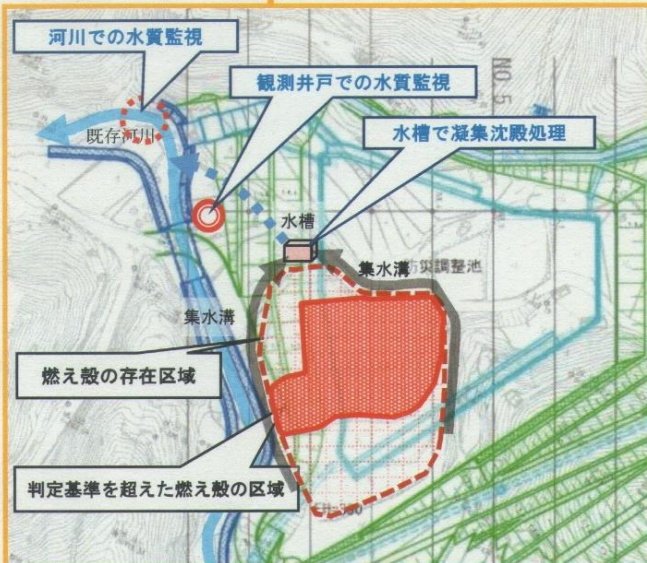 河川での水質監視
観測井戸での水質監視
NO.5
水槽で凝集沈殿処理
既存河川
水槽
集水溝
防災調整池
集水溝
燃え殻の存在区域
判定基準を超えた燃え殻の区域